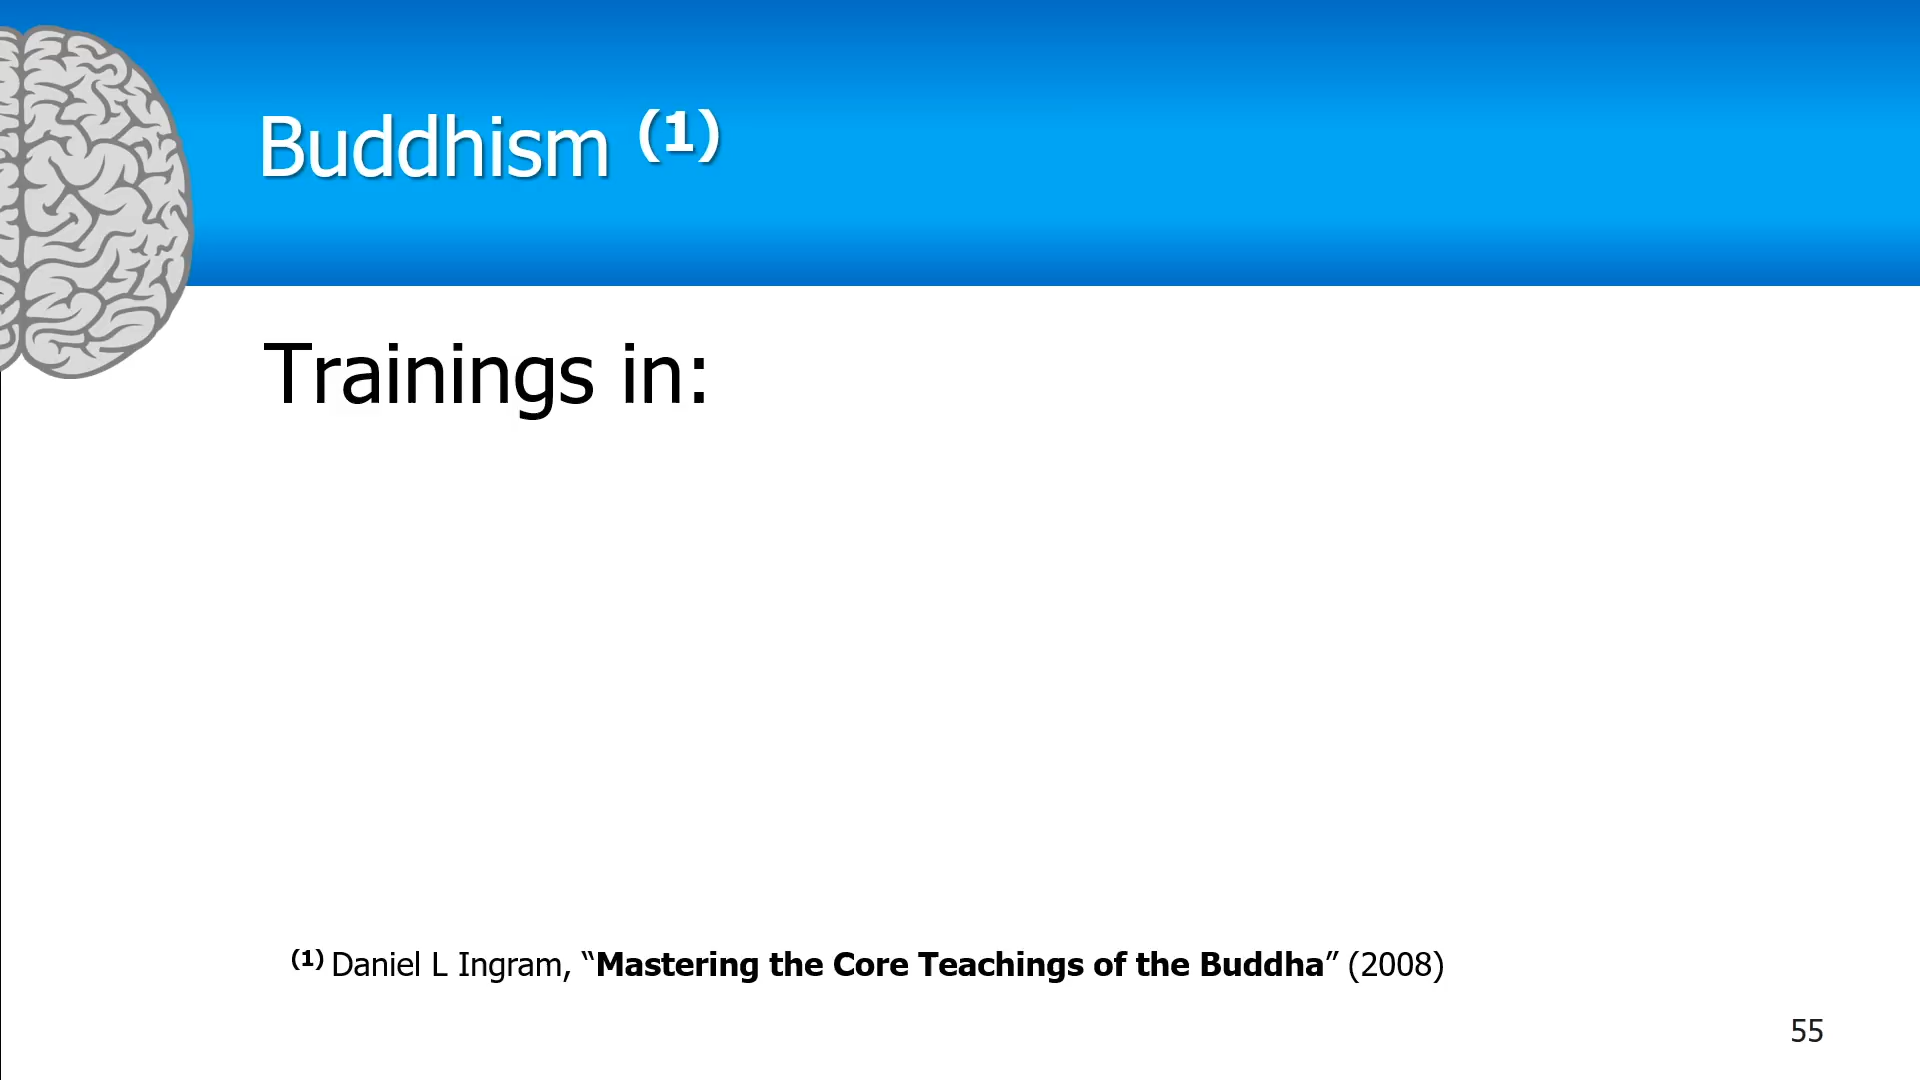 Buddhism (1)
Trainings in:
(1) Daniel L Ingram, “Mastering the Core Teachings of the Buddha” (2008)
55